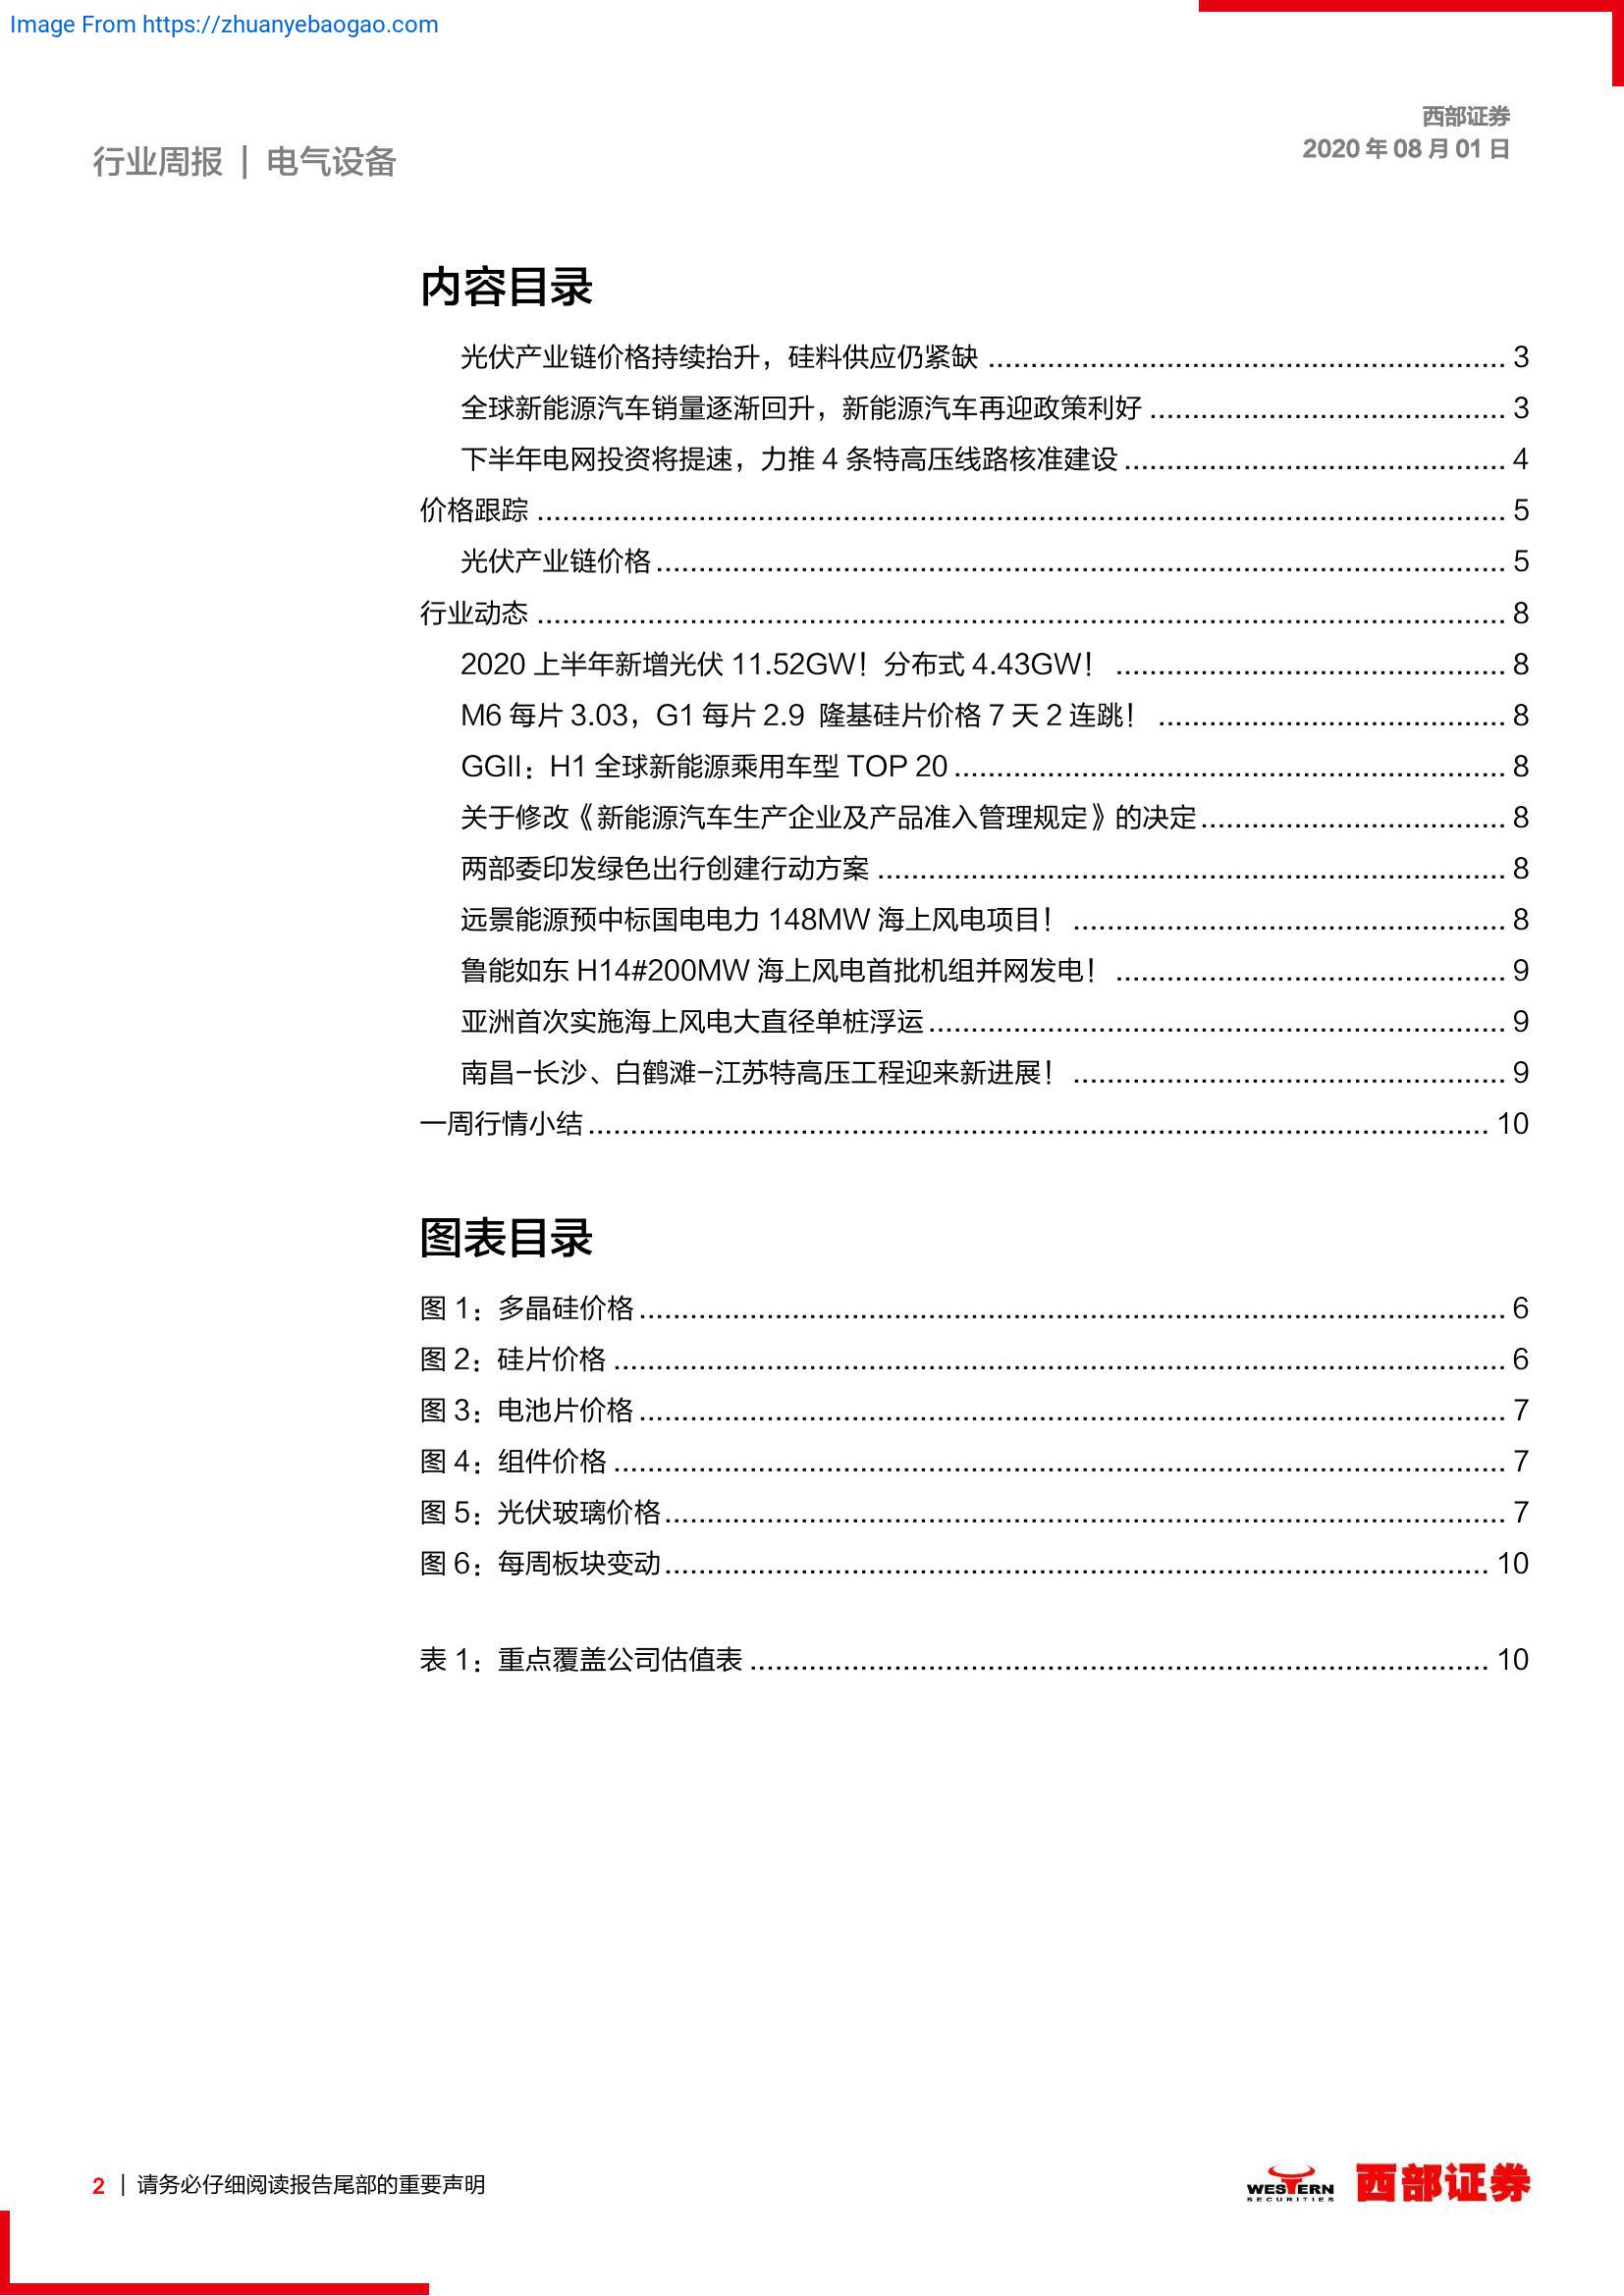 Image From https://zhuanyebaogao.com
西部证券
2020 年 08 月 01 日
行业周报 | 电气设备
内容目录
光伏产业链价格持续抬升，硅料供应仍紧缺 ........................................ 3
全球新能源汽车销量逐渐回升，新能源汽车再迎政策利好 ........................................ 3
下半年电网投资将提速，力推 4 条特高压线路核准建设 ........................................ 4
价格跟踪 ........................................ 5
光伏产业链价格 ........................................ 5
行业动态 ........................................ 8
2020 上半年新增光伏 11.52GW！分布式 4.43GW！ ........................................ 8
M6 每片 3.03，G1 每片 2.9 隆基硅片价格 7 天 2 连跳！ ........................................ 8
GGII：H1 全球新能源乘用车型 TOP 20 ........................................ 8
关于修改《新能源汽车生产企业及产品准入管理规定》的决定 ........................................ 8
两部委印发绿色出行创建行动方案 ........................................ 8
远景能源预中标国电电力 148MW 海上风电项目！ ........................................ 8
鲁能如东 H14#200MW 海上风电首批机组并网发电！ ........................................ 9
亚洲首次实施海上风电大直径单桩浮运 ........................................ 9
南昌-长沙、白鹤滩-江苏特高压工程迎来新进展！ ........................................ 9
一周行情小结 ........................................ 10
图表目录
图 1：多晶硅价格 ........................................ 6
图 2：硅片价格 ........................................ 6
图 3：电池片价格 ........................................ 7
图 4：组件价格 ........................................ 7
图 5：光伏玻璃价格 ........................................ 7
图 6：每周板块变动 ........................................ 10
表 1：重点覆盖公司估值表 ........................................ 10
2 | 请务必仔细阅读报告尾部的重要声明
WESTERN
SECURITIES
西部证券